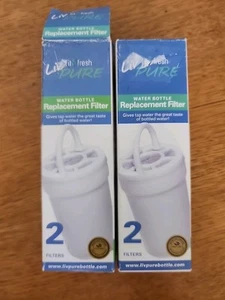 Liv fresh
PURE
WATER BOTTLE
Replacement Filter
Gives tap water the great taste
of bottled water!
2
FILTERS
www.livpurebottle.com
PURE
WATER BOTTLE
Replacement Filter
Gives tap water the great taste
of bottled water!
2
FILTERS
www.livpurebottle.com